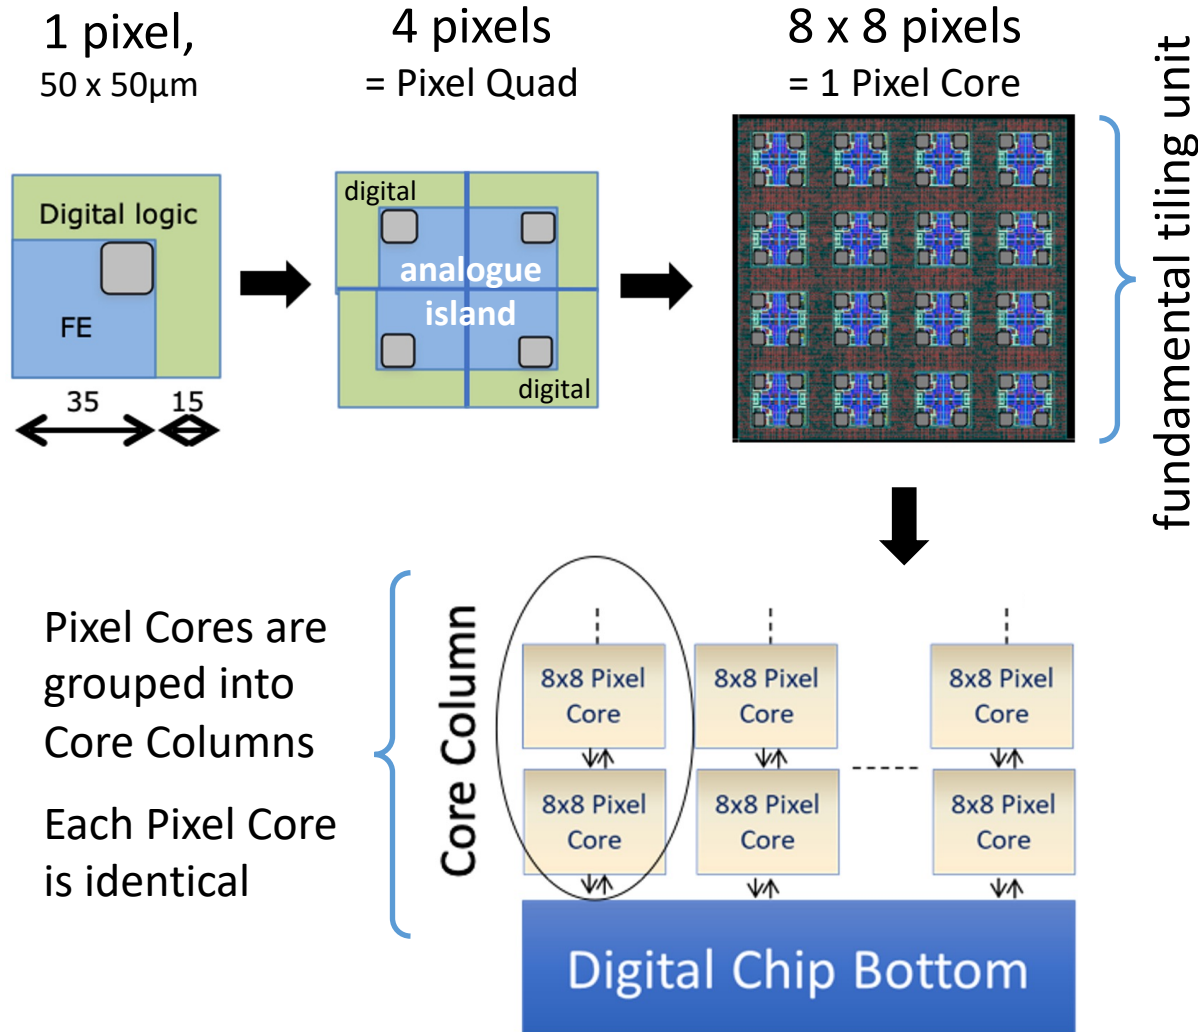 1 pixel,
50 x 50µm
4 pixels
= Pixel Quad
8 x 8 pixels
= 1 Pixel Core
fundamental tiling unit
Digital logic
FE
35
15
digital
analogue
island
digital
Pixel Cores are
grouped into
Core Columns
Each Pixel Core
is identical
Core Column
8x8 Pixel
Core
8x8 Pixel
Core
8x8 Pixel
Core
8x8 Pixel
Core
8x8 Pixel
Core
8x8 Pixel
Core
Digital Chip Bottom